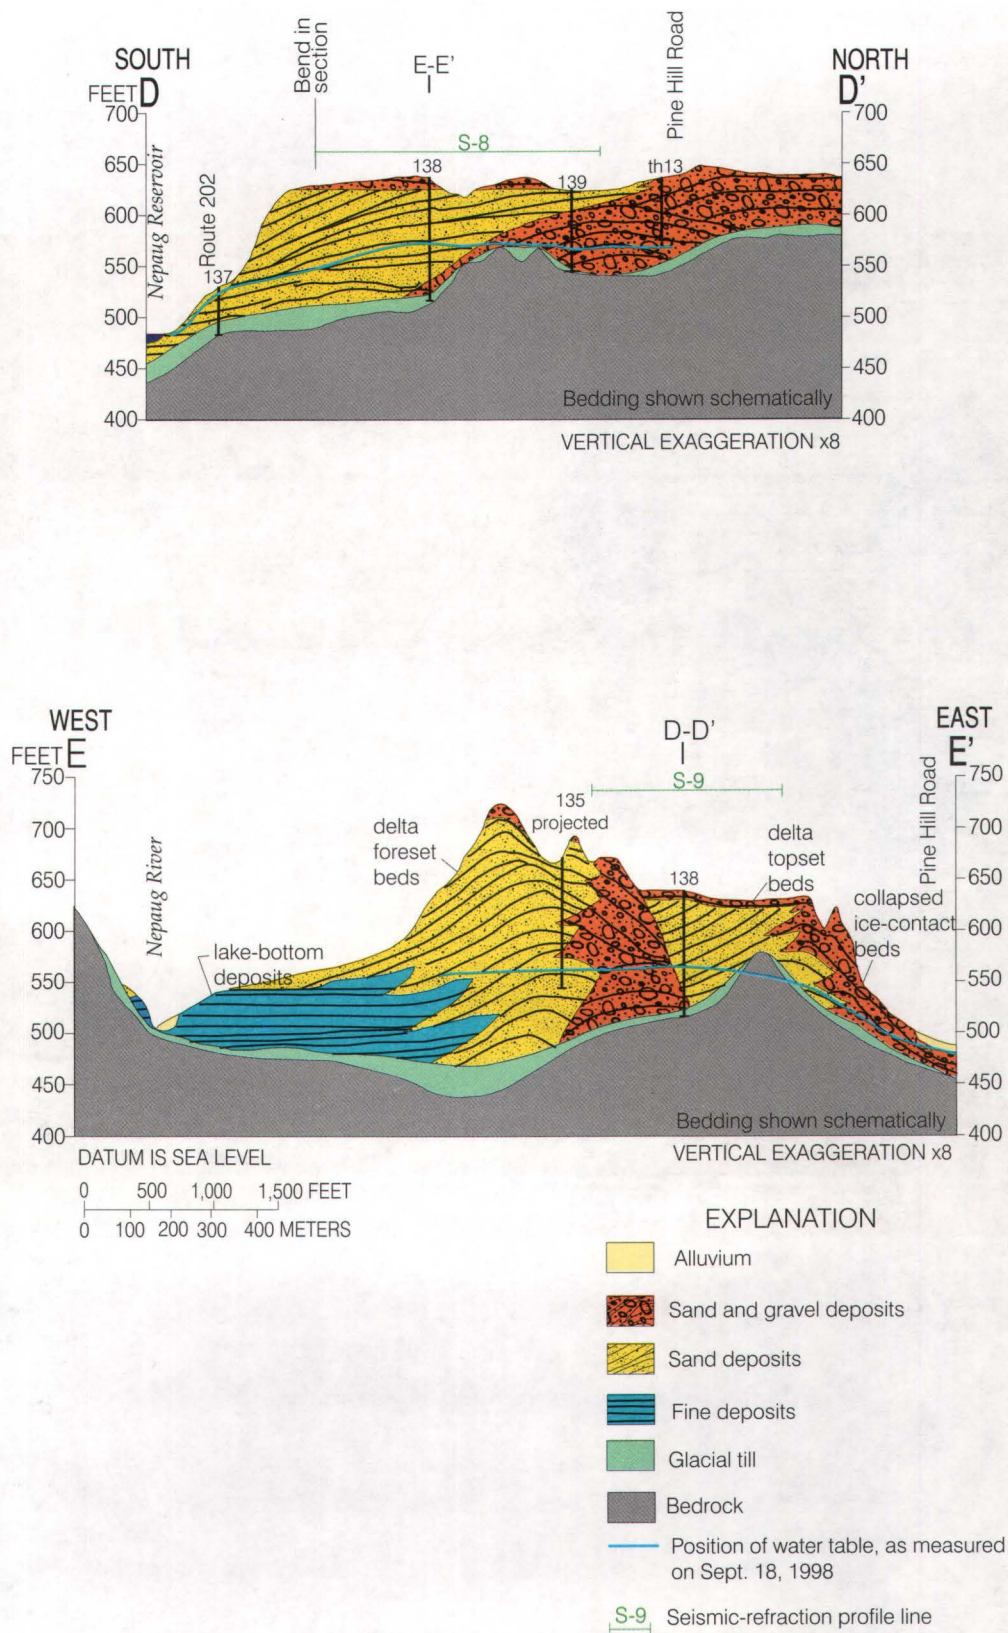 SOUTH
FEET D
Bend in
section
E-E'
Pine Hill Road
NORTH
D'
S-8
Nepaug Reservoir
Route 202
137
138
139
th13
700
650
600
550
500
450
400
700
650
600
550
500
450
400
Bedding shown schematically
VERTICAL EXAGGERATION x8
WEST
FEET E
D-D'
EAST
E'
S-9
Pine Hill Road
Nepaug River
135
projected
138
delta
foreset
beds
delta
topset
beds
collapsed
ice-contact
beds
lake-bottom
deposits
750
700
650
600
550
500
450
400
750
700
650
600
550
500
450
400
Bedding shown schematically
DATUM IS SEA LEVEL
VERTICAL EXAGGERATION x8
0 500 1,000 1,500 FEET
0 100 200 300 400 METERS
EXPLANATION
Alluvium
Sand and gravel deposits
Sand deposits
Fine deposits
Glacial till
Bedrock
Position of water table, as measured
on Sept. 18, 1998
S-9 Seismic-refraction profile line